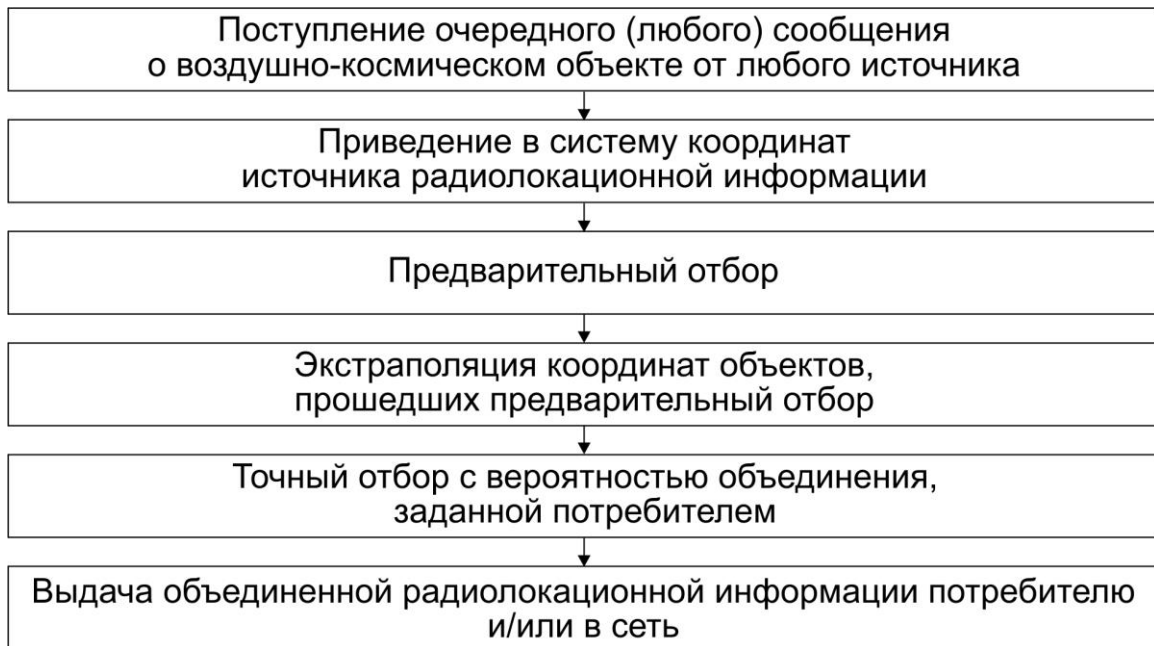 Поступление очередного (любого) сообщения
о воздушно-космическом объекте от любого источника
Приведение в систему координат
источника радиолокационной информации
Предварительный отбор
Экстраполяция координат объектов,
прошедших предварительный отбор
Точный отбор с вероятностью объединения,
заданной потребителем
Выдача объединенной радиолокационной информации потребителю
и/или в сеть